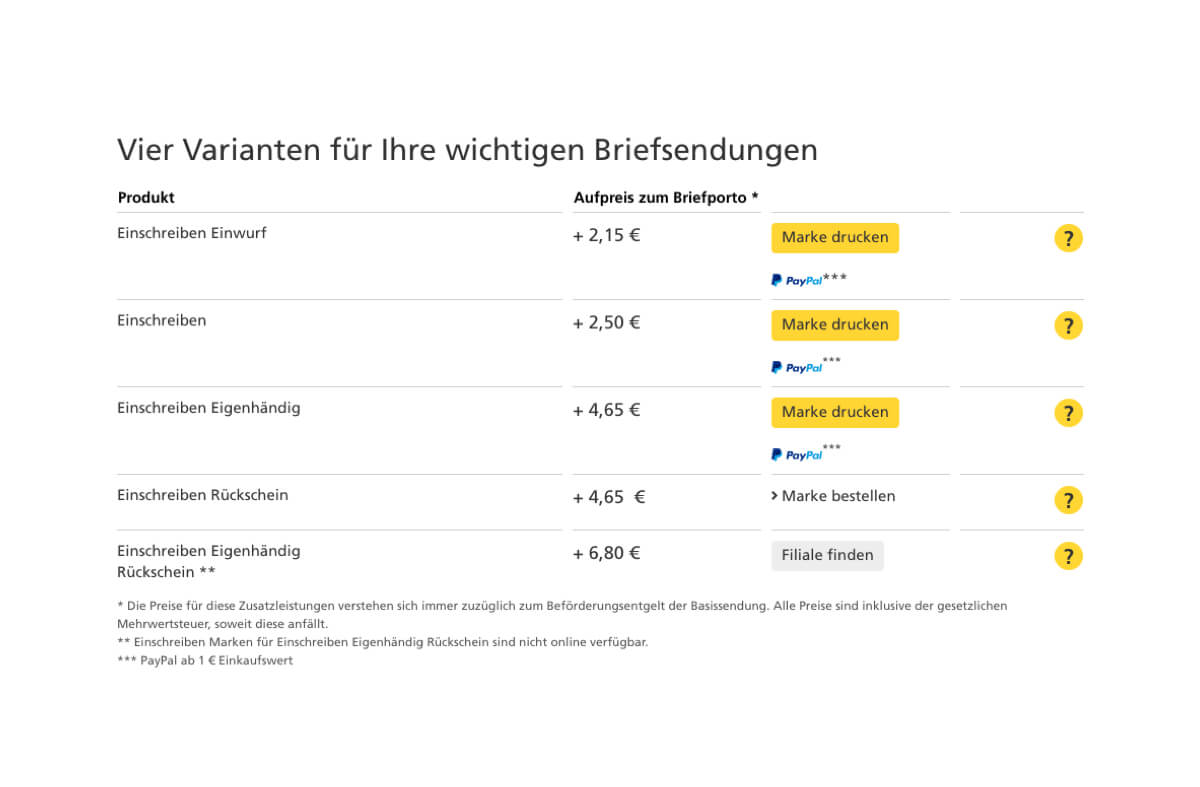 Vier Varianten für Ihre wichtigen Briefsendungen
Produkt Aufpreis zum Briefporto *
Einschreiben Einwurf + 2,15 € Marke drucken ?
PayPal***
Einschreiben + 2,50 € Marke drucken ?
PayPal***
Einschreiben Eigenhändig + 4,65 € Marke drucken ?
PayPal***
Einschreiben Rückschein + 4,65 € Marke bestellen ?
Einschreiben Eigenhändig + 6,80 € Filiale finden ?
Rückschein **
* Die Preise für diese Zusatzleistungen verstehen sich immer zuzüglich zum Beförderungsentgelt der Basissendung. Alle Preise sind inklusive der gesetzlichen
Mehrwertsteuer, soweit diese anfällt.
** Einschreiben Marken für Einschreiben Eigenhändig Rückschein sind nicht online verfügbar.
*** PayPal ab 1 € Einkaufswert